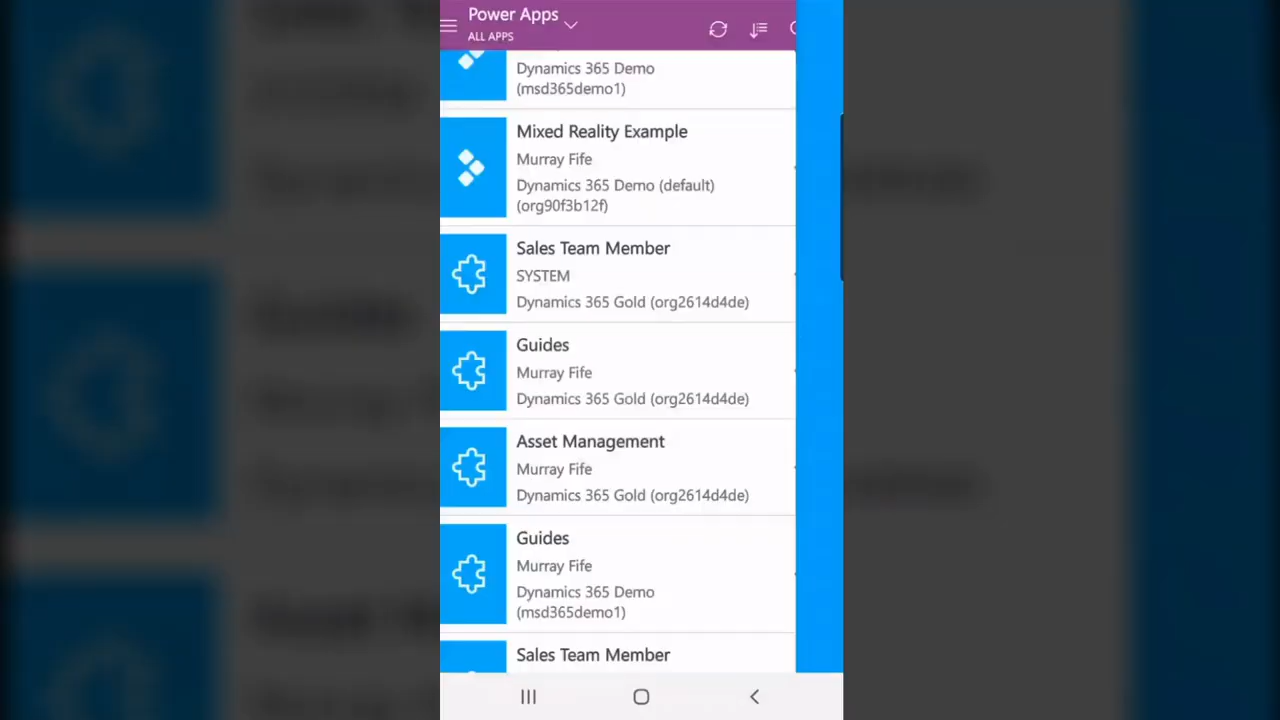 Power Apps
ALL APPS
Dynamics 365 Demo
(msd365demo1)
Mixed Reality Example
Murray Fife
Dynamics 365 Demo (default)
(org90f3b12f)
Sales Team Member
SYSTEM
Dynamics 365 Gold (org2614d4de)
Guides
Murray Fife
Dynamics 365 Gold (org2614d4de)
Asset Management
Murray Fife
Dynamics 365 Gold (org2614d4de)
Guides
Murray Fife
Dynamics 365 Demo
(msd365demo1)
Sales Team Member